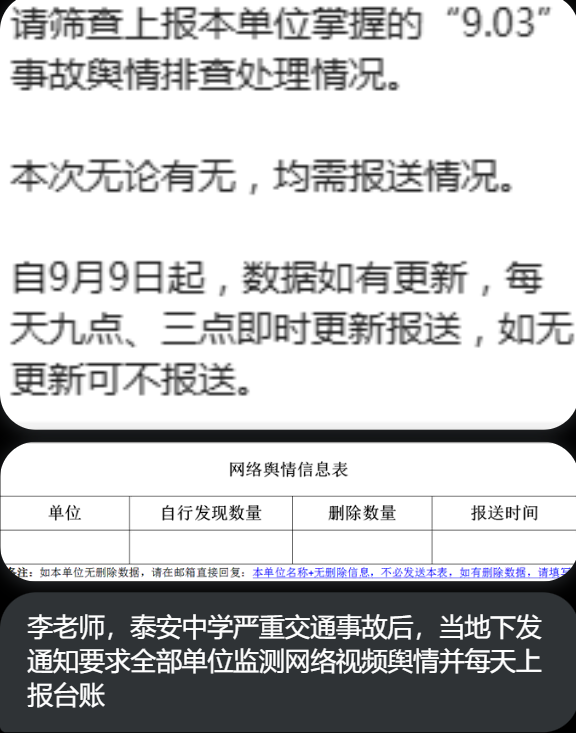 请筛查上报本单位掌握的“9.03”
事故舆情排查处理情况。
本次无论有无，均需报送情况。
自9月9日起，数据如有更新，每
天九点、三点即时更新报送，如无
更新可不报送。
网络舆情信息表
单位 自行发现数量 删除数量 报送时间
备注：如本单位无删除数据，请在邮箱直接回复：本单位名称+无删除信息，不必发送本表，如有删除数据，请填写
李老师，泰安中学严重交通事故后，当地下发
通知要求全部单位监测网络视频舆情并每天上
报台账